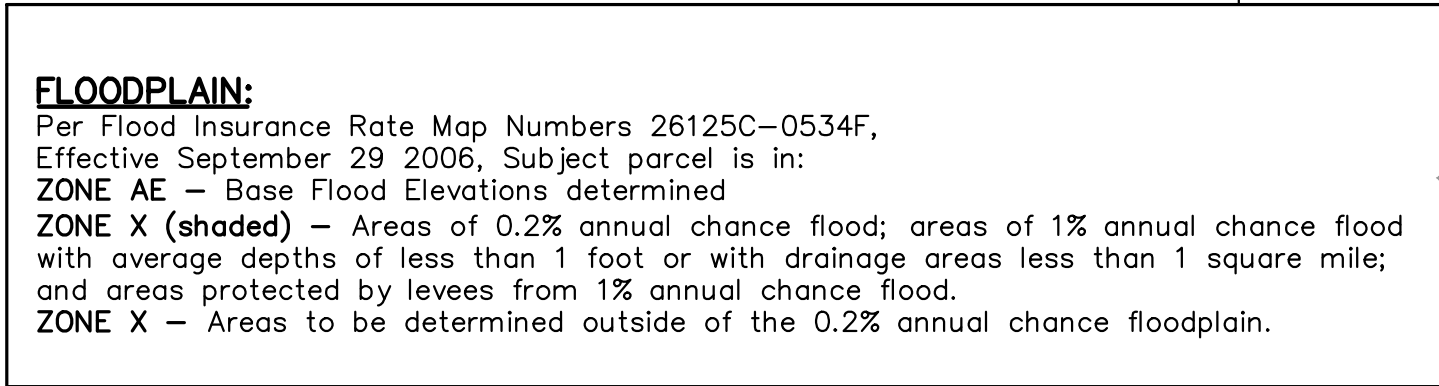 FLOODPLAIN:
Per Flood Insurance Rate Map Numbers 26125C-0534F,
Effective September 29 2006, Subject parcel is in:
ZONE AE – Base Flood Elevations determined
ZONE X (shaded) – Areas of 0.2% annual chance flood; areas of 1% annual chance flood
with average depths of less than 1 foot or with drainage areas less than 1 square mile;
and areas protected by levees from 1% annual chance flood.
ZONE X – Areas to be determined outside of the 0.2% annual chance floodplain.